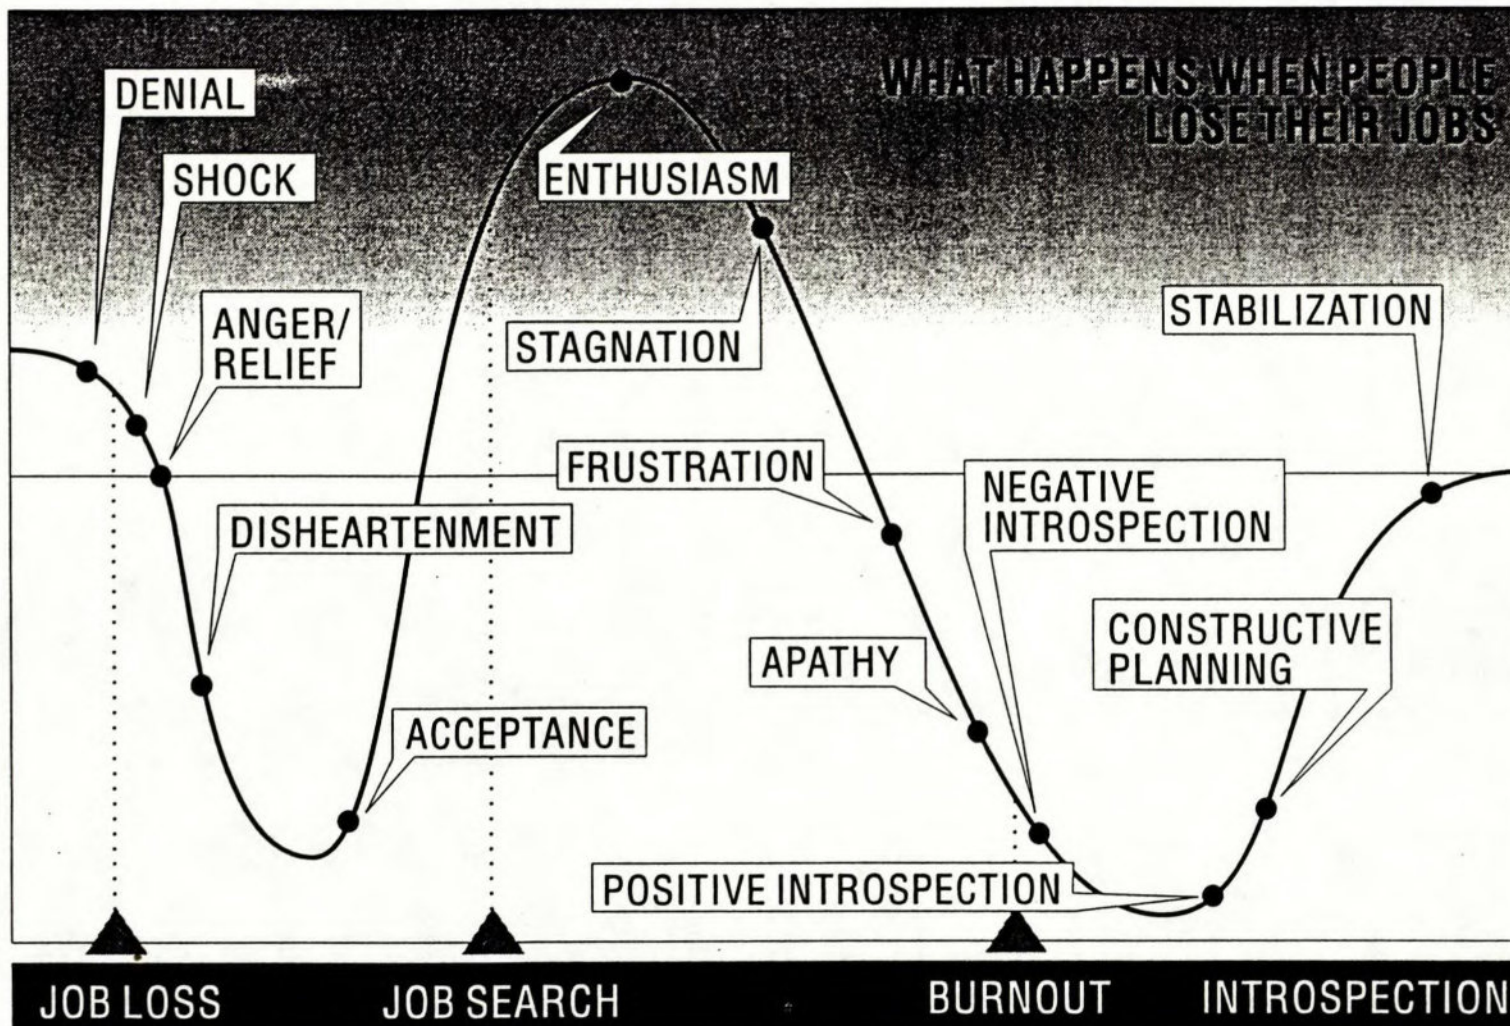 WHAT HAPPENS WHEN PEOPLE
LOSE THEIR JOBS
DENIAL
SHOCK
ANGER/
RELIEF
DISHEARTENMENT
ACCEPTANCE
ENTHUSIASM
STAGNATION
FRUSTRATION
APATHY
NEGATIVE
INTROSPECTION
POSITIVE INTROSPECTION
CONSTRUCTIVE
PLANNING
STABILIZATION
JOB LOSS
JOB SEARCH
BURNOUT
INTROSPECTION